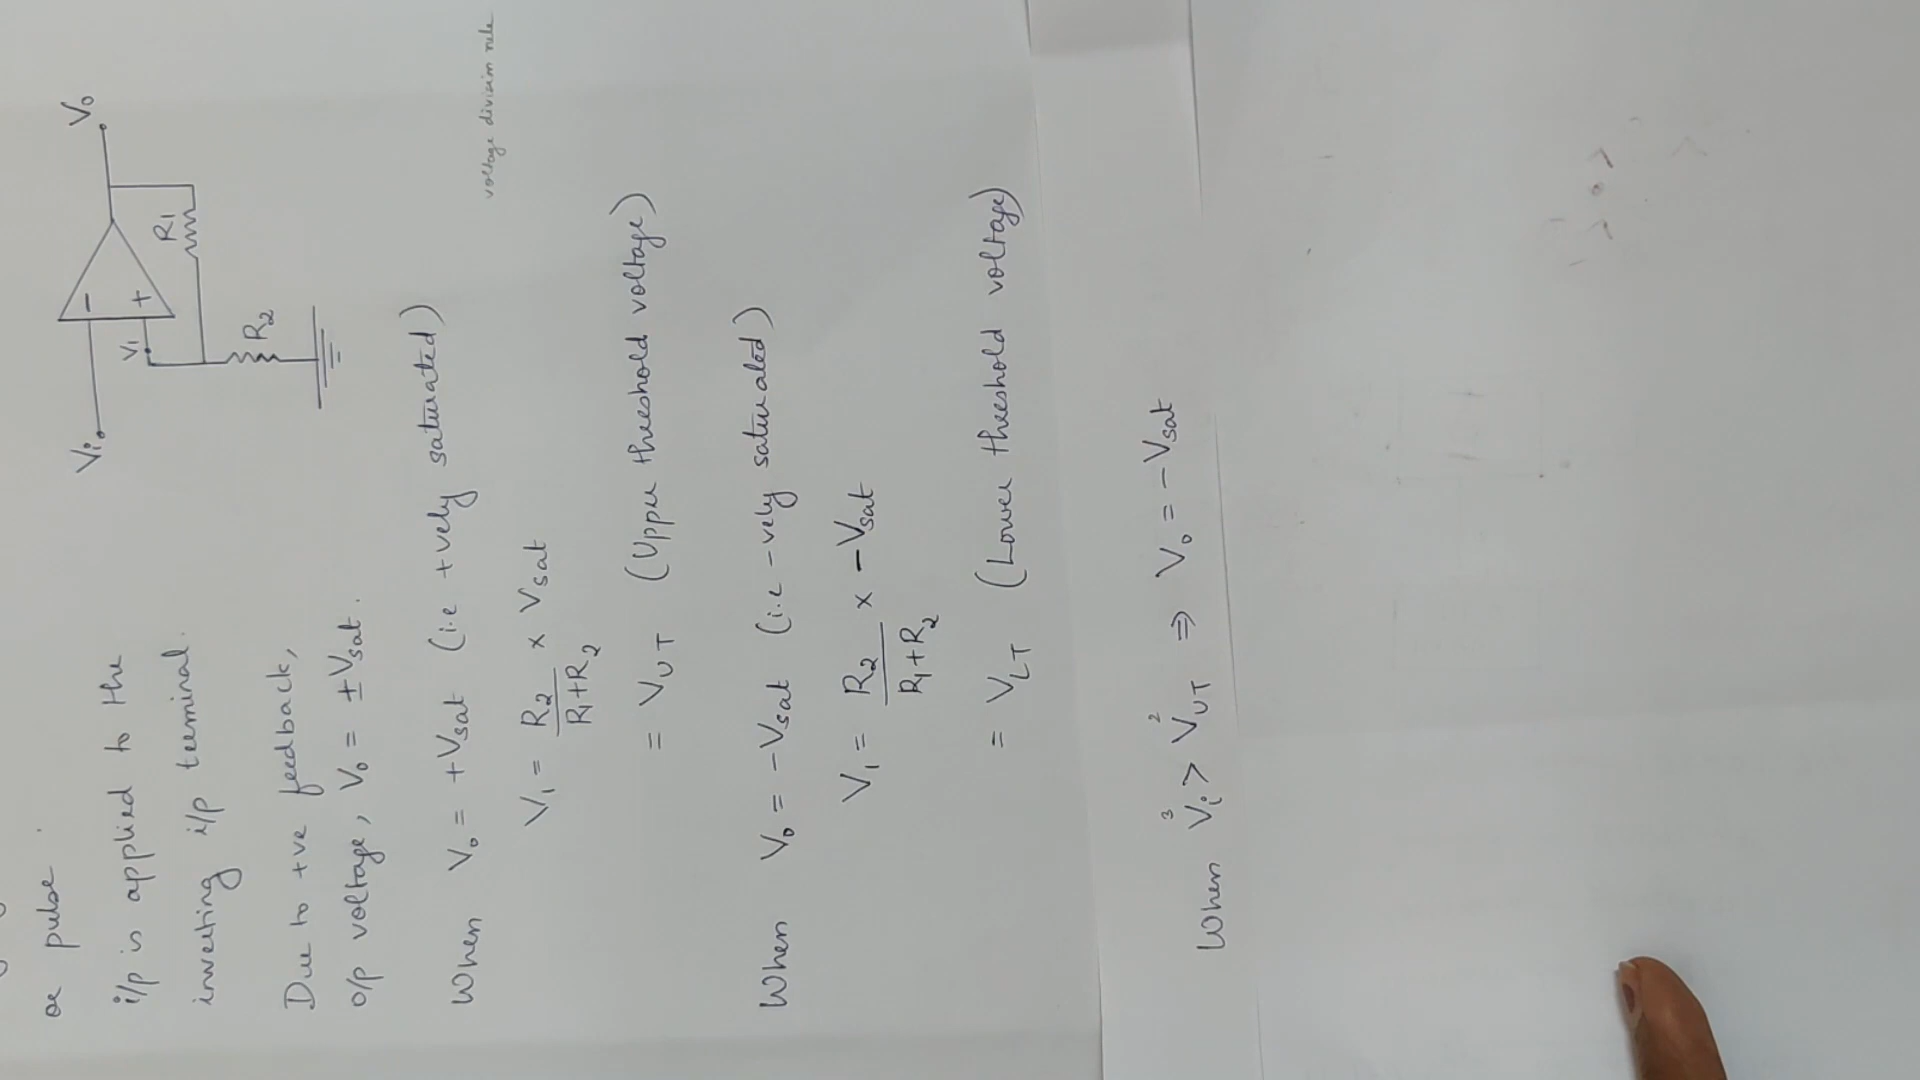 or pulse.
i/p is applied to the
inverting i/p terminal.
Due to +ve feedback,
o/p voltage, V₀ = ±Vsat.
Vi
V₀
−
+
V₁
R₁
R₂
When V₀ = +Vsat (i.e +vely saturated)
voltage division rule
V₁ = R₂/R₁+R₂ × Vsat
= VUT (Upper threshold voltage)
When V₀ = −Vsat (i.e −vely saturated)
V₁ = R₂/R₁+R₂ × −Vsat
= VLT (Lower threshold voltage)
3 2
When Vi > VUT ⇒ V₀ = −Vsat